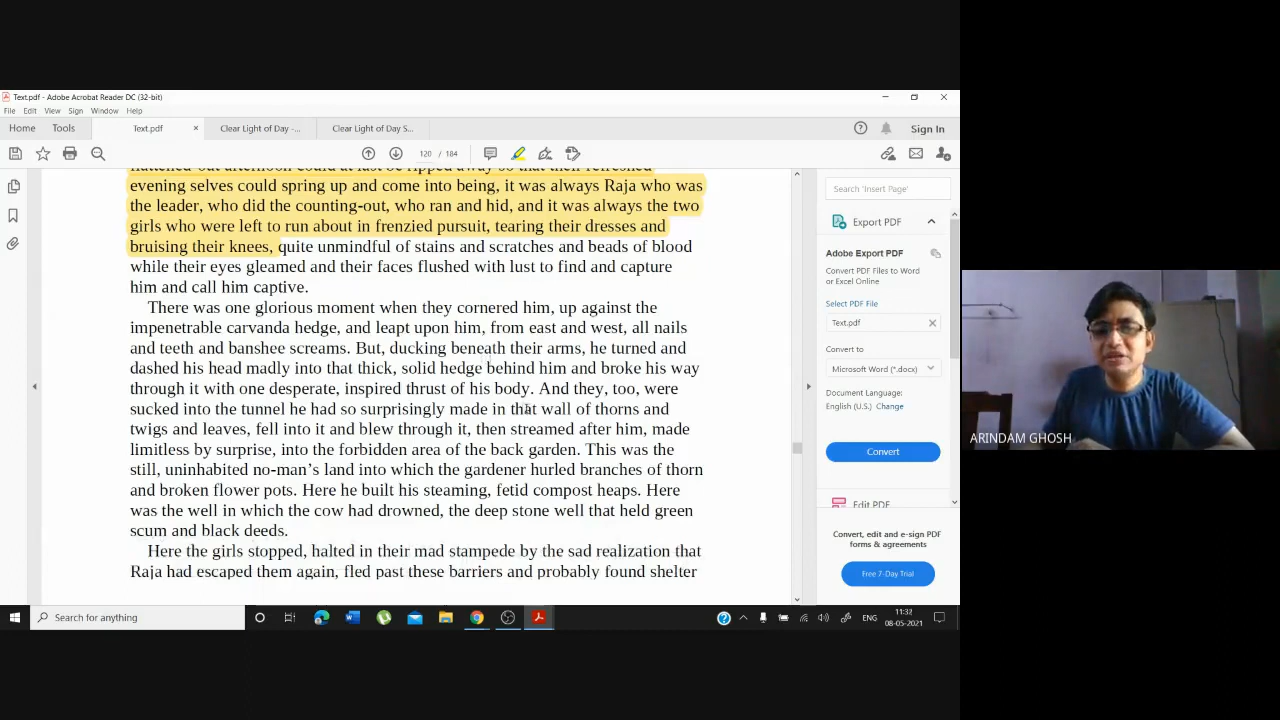 Text.pdf - Adobe Acrobat Reader DC (32-bit)
File Edit View Sign Window Help
Home Tools Text.pdf × Clear Light of Day -... Clear Light of Day S... Sign In
120 / 184
flattened-out afternoon could at last be ripped away so that their refreshed
evening selves could spring up and come into being, it was always Raja who was
the leader, who did the counting-out, who ran and hid, and it was always the two
girls who were left to run about in frenzied pursuit, tearing their dresses and
bruising their knees, quite unmindful of stains and scratches and beads of blood
while their eyes gleamed and their faces flushed with lust to find and capture
him and call him captive.
There was one glorious moment when they cornered him, up against the
impenetrable carvanda hedge, and leapt upon him, from east and west, all nails
and teeth and banshee screams. But, ducking beneath their arms, he turned and
dashed his head madly into that thick, solid hedge behind him and broke his way
through it with one desperate, inspired thrust of his body. And they, too, were
sucked into the tunnel he had so surprisingly made in that wall of thorns and
twigs and leaves, fell into it and blew through it, then streamed after him, made
limitless by surprise, into the forbidden area of the back garden. This was the
still, uninhabited no-man's land into which the gardener hurled branches of thorn
and broken flower pots. Here he built his steaming, fetid compost heaps. Here
was the well in which the cow had drowned, the deep stone well that held green
scum and black deeds.
Here the girls stopped, halted in their mad stampede by the sad realization that
Raja had escaped them again, fled past these barriers and probably found shelter
Search 'Insert Page'
Export PDF
Adobe Export PDF
Convert PDF Files to Word
or Excel Online
Select PDF File
Text.pdf
Convert to
Microsoft Word (*.docx)
Document Language:
English (U.S.) Change
Convert
Edit PDF
Convert, edit and e-sign PDF
forms & agreements
Free 7-Day Trial
ARINDAM GHOSH
Search for anything
ENG
11:32
08-05-2021